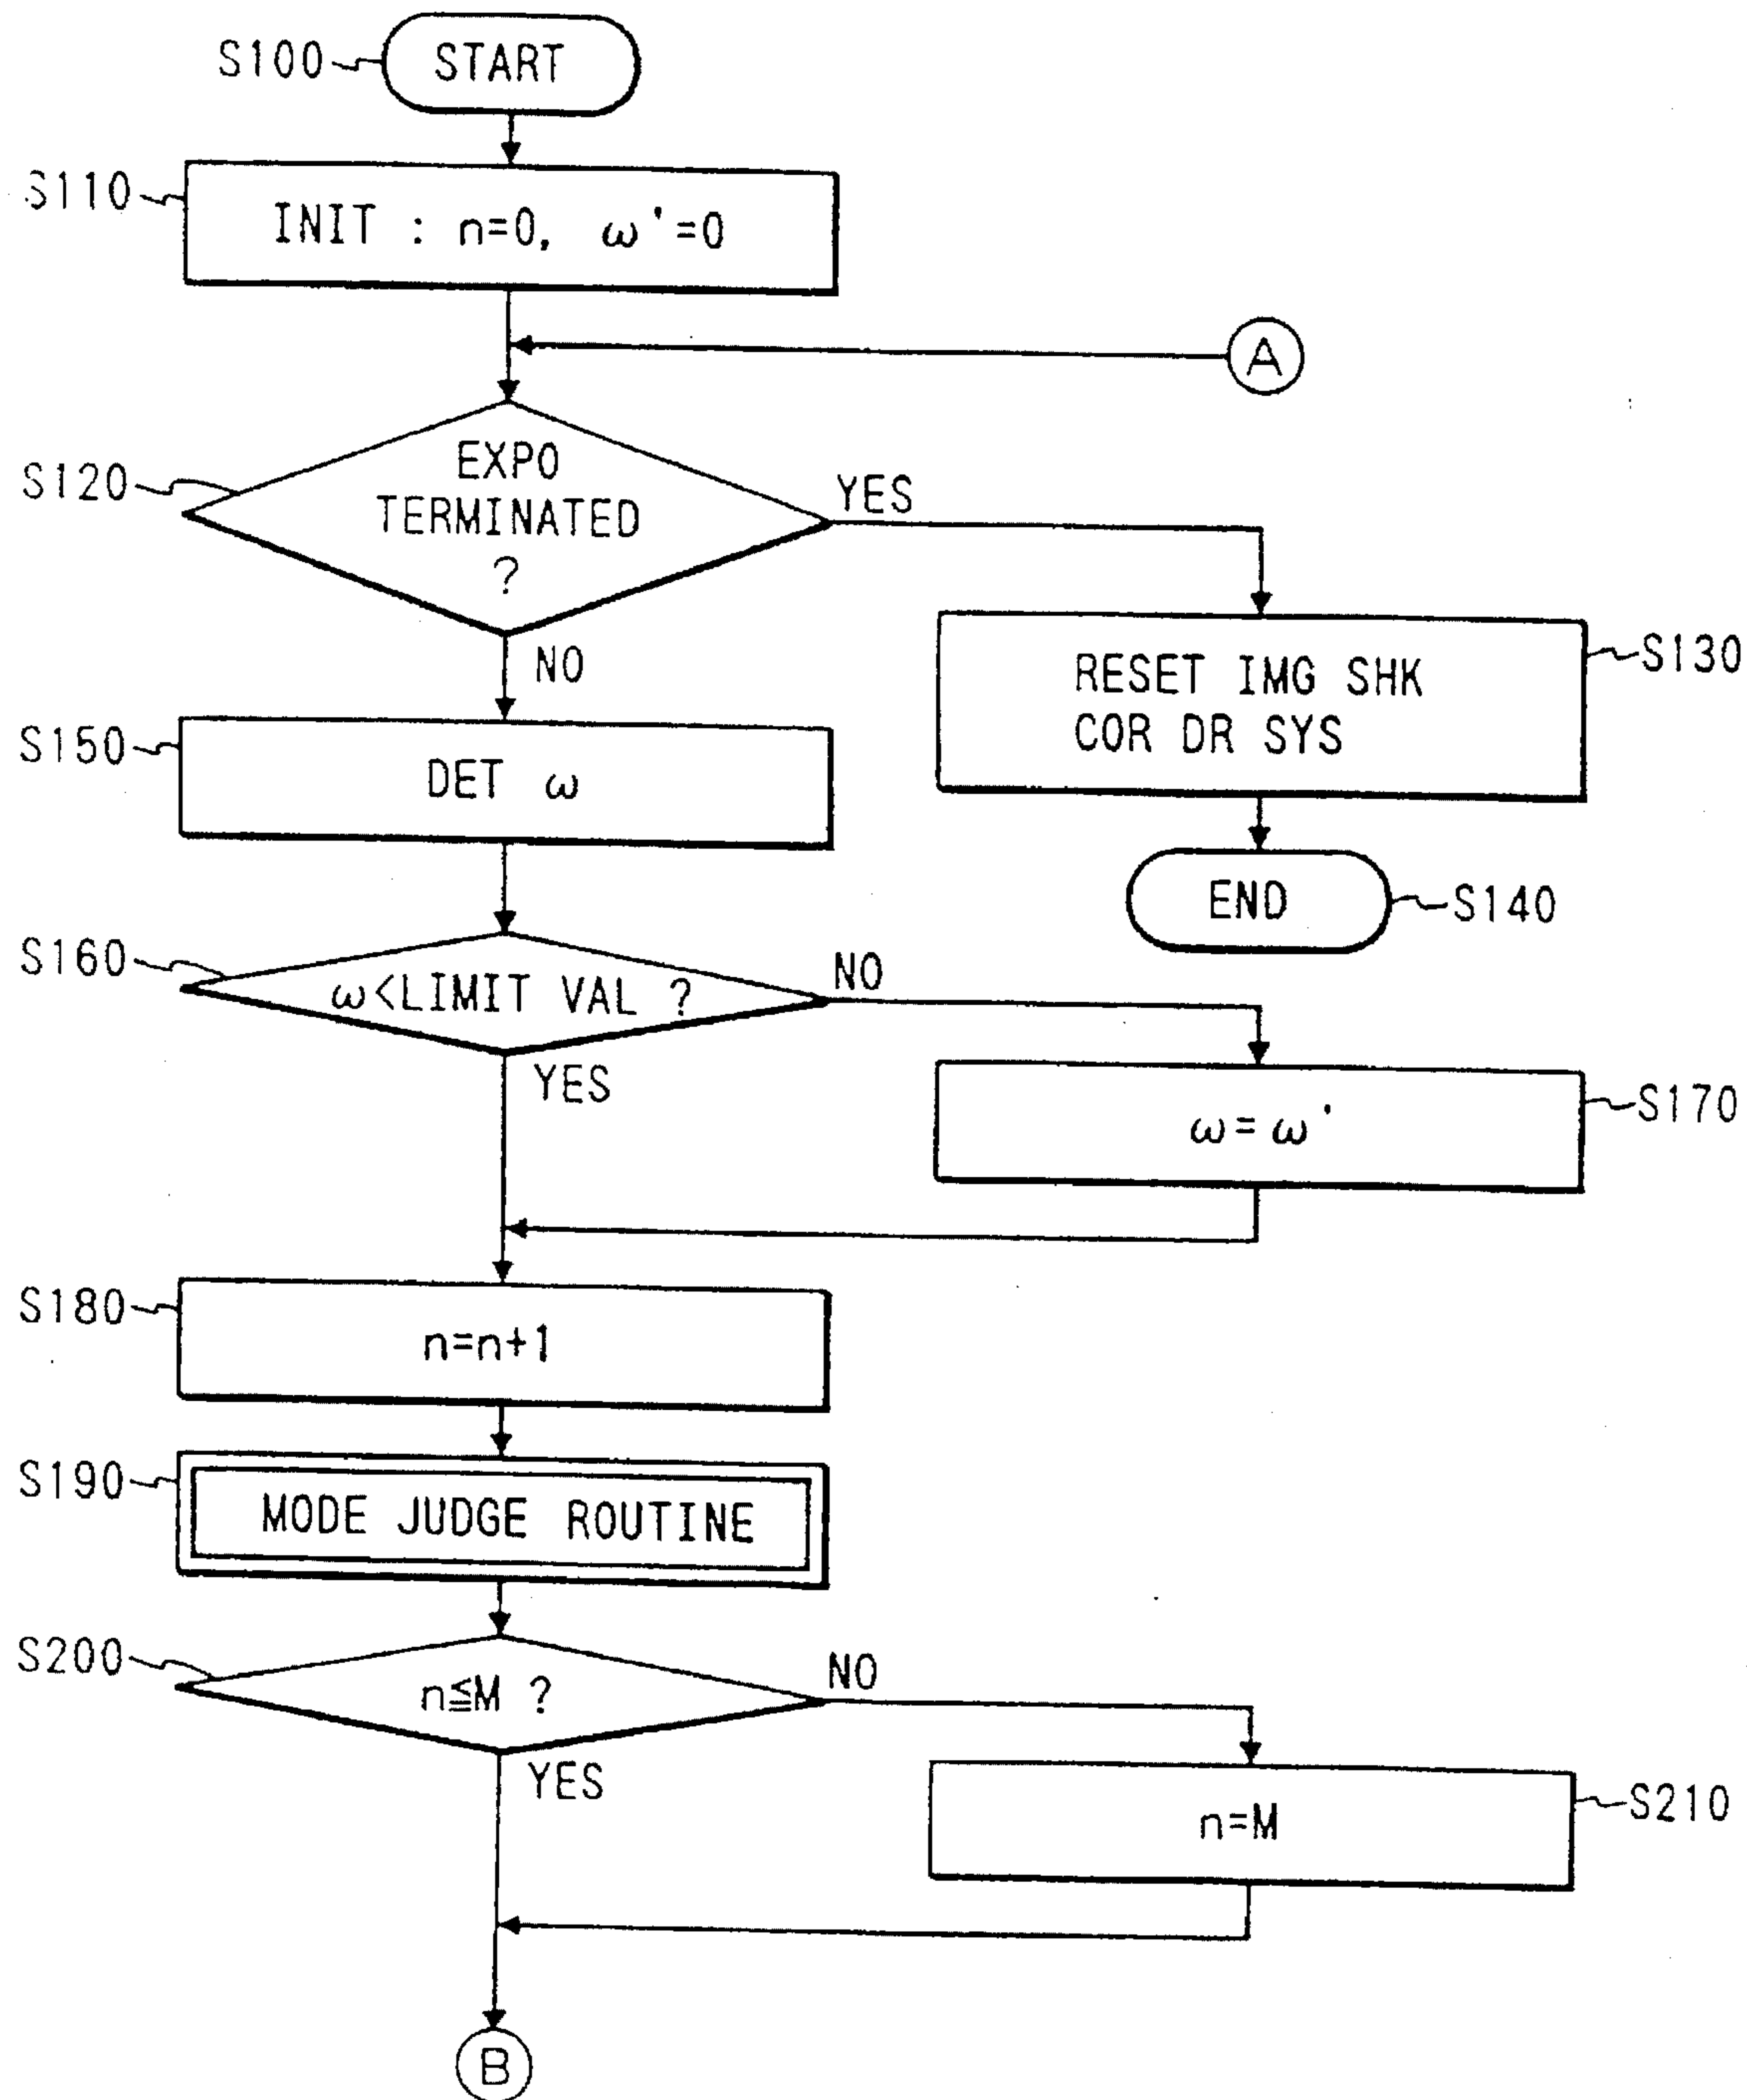 S100
START
S110
INIT : n=0, ω'=0
A
S120
EXPO
TERMINATED
?
YES
NO
RESET IMG SHK
COR DR SYS
S130
S150
DET ω
END
S140
S160
ω<LIMIT VAL ?
NO
YES
ω=ω'
S170
S180
n=n+1
S190
MODE JUDGE ROUTINE
S200
n≦M ?
NO
YES
n=M
S210
B